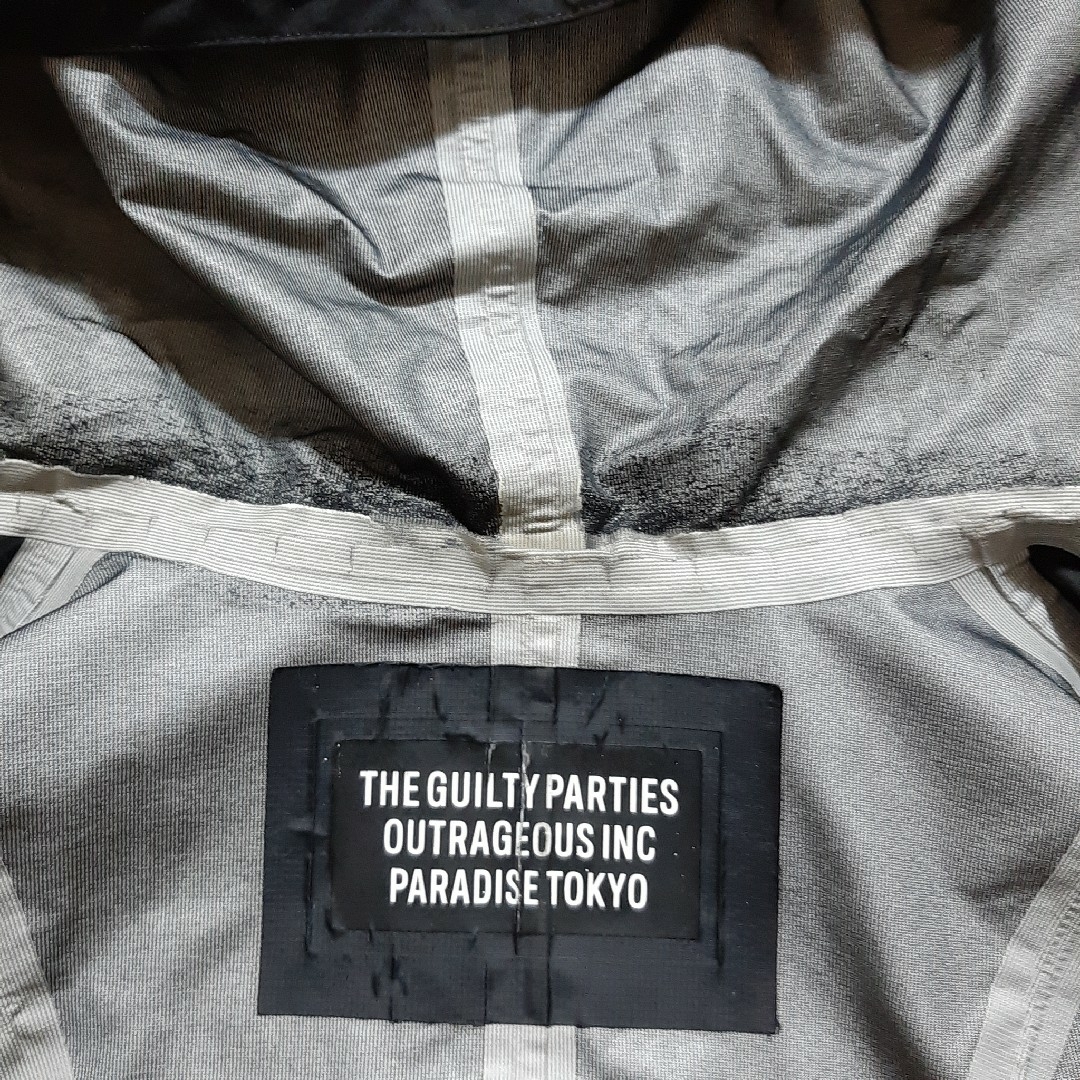 THE GUILTY PARTIES
OUTRAGEOUS INC
PARADISE TOKYO